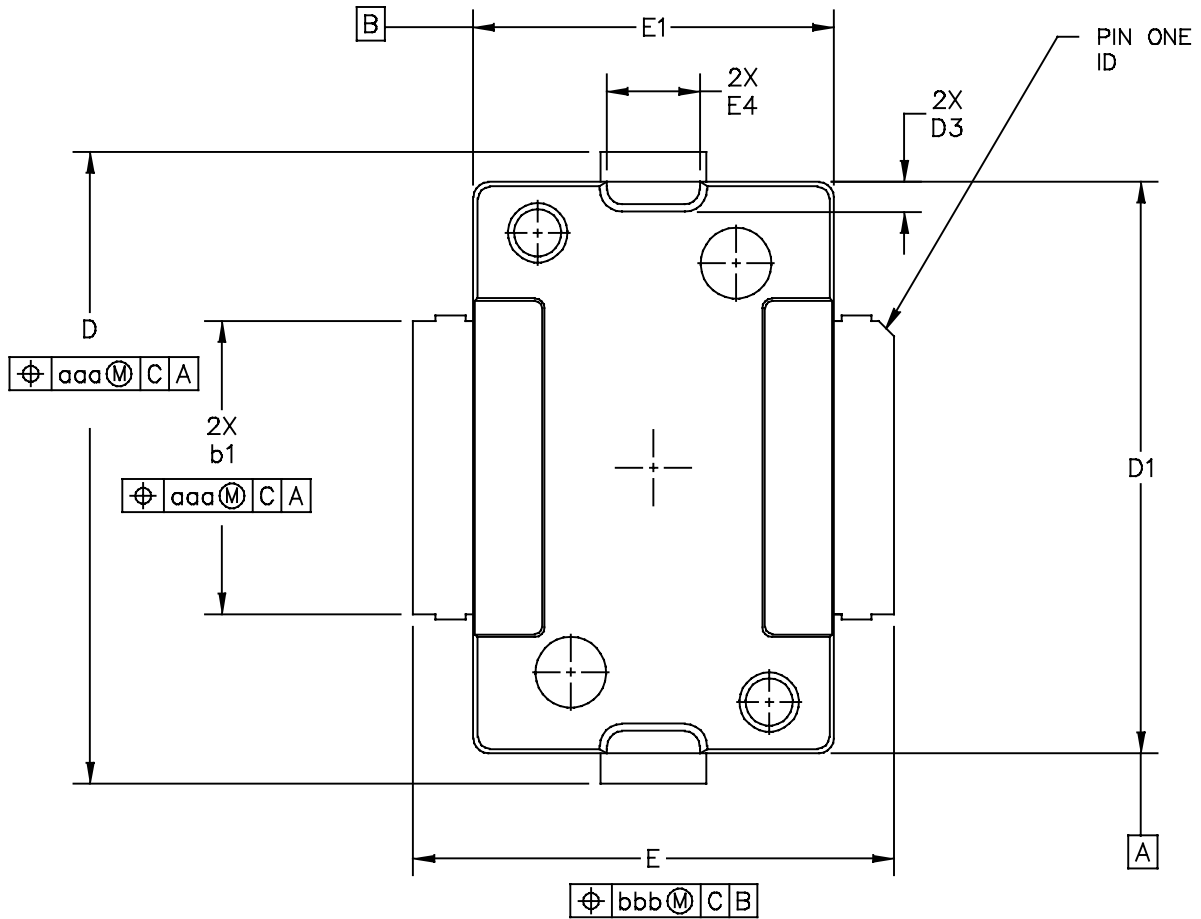 B
E1
PIN ONE
ID
2X
E4
2X
D3
D
⌖ aaa Ⓜ C A
2X
b1
⌖ aaa Ⓜ C A
D1
E
A
⌖ bbb Ⓜ C B